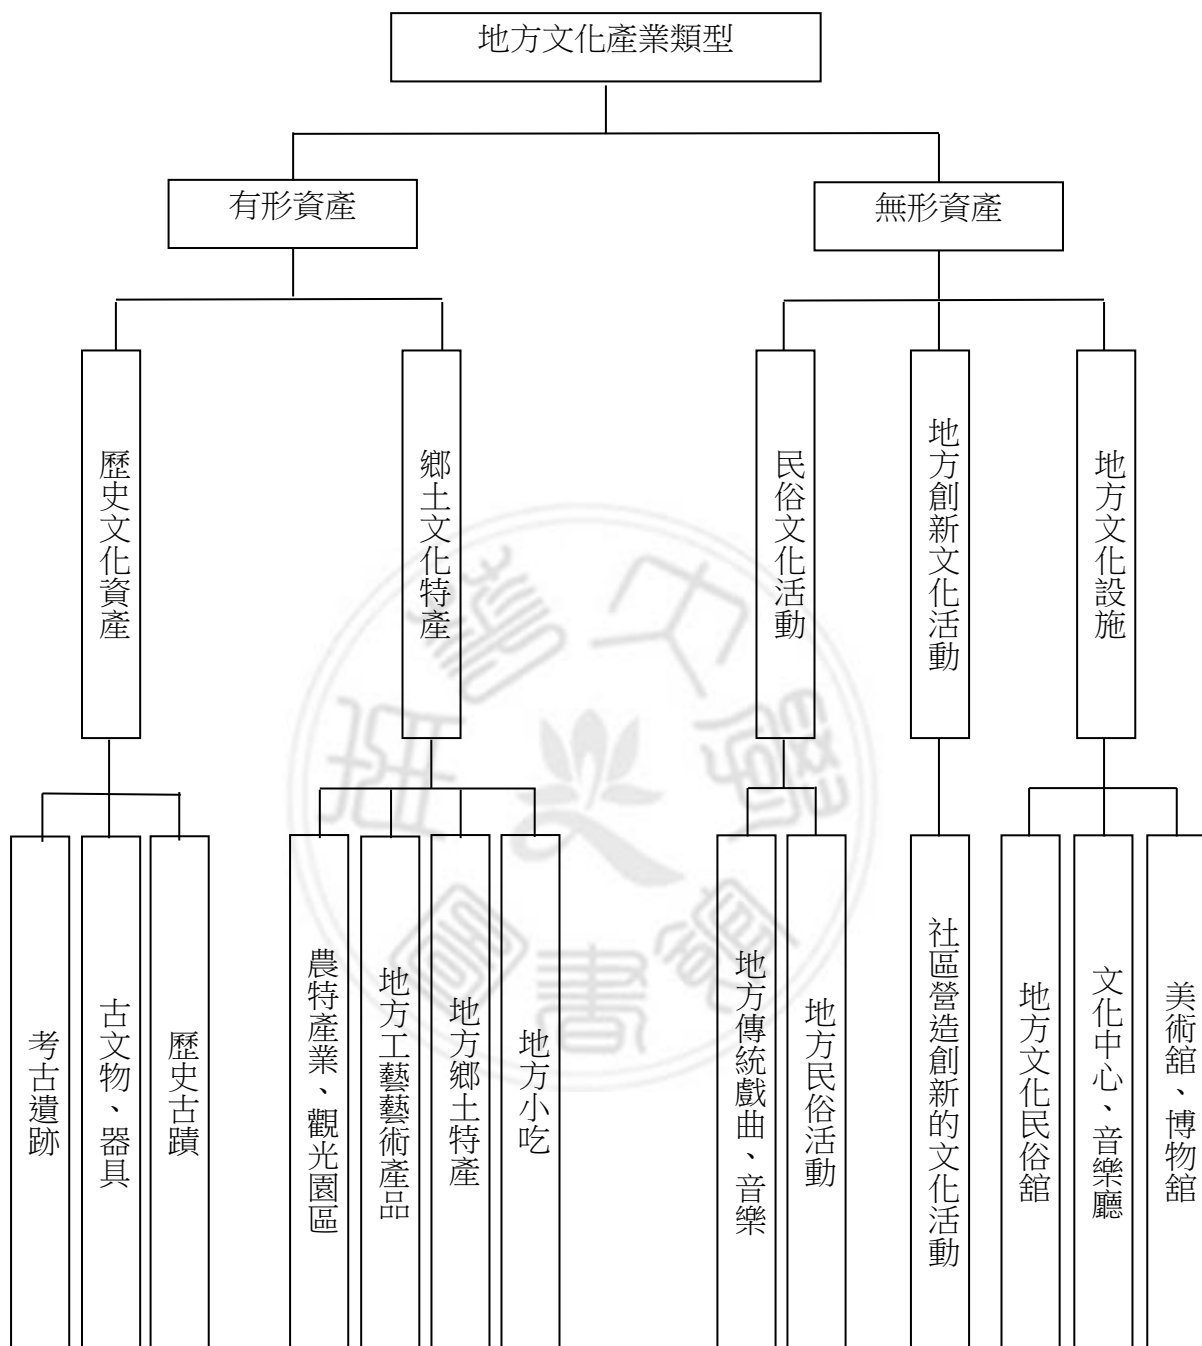 地方文化產業類型
有形資產
無形資產
歷史文化資產
鄉土文化特產
民俗文化活動
地方創新文化活動
地方文化設施
考古遺跡
古文物、器具
歷史古蹟
農特產業、觀光園區
地方工藝藝術產品
地方鄉土特產
地方小吃
地方傳統戲曲、音樂
地方民俗活動
社區營造創新的文化活動
地方文化民俗舘
文化中心、音樂廳
美術舘、博物舘